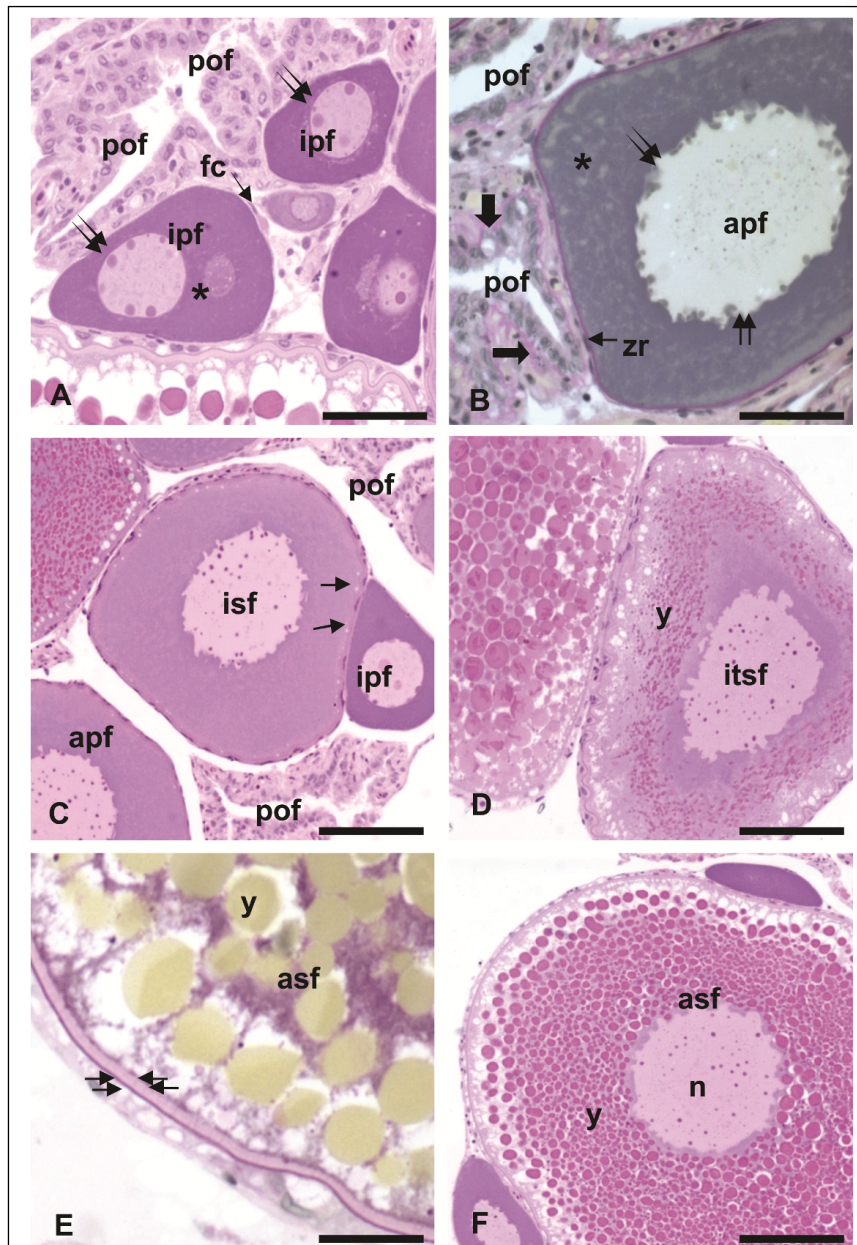 pof
ipf
pof
fc
ipf
*
A
pof
*
apf
pof
zr
B
pof
isf
ipf
apf
pof
C
y
itsf
D
y
asf
E
asf
n
y
F